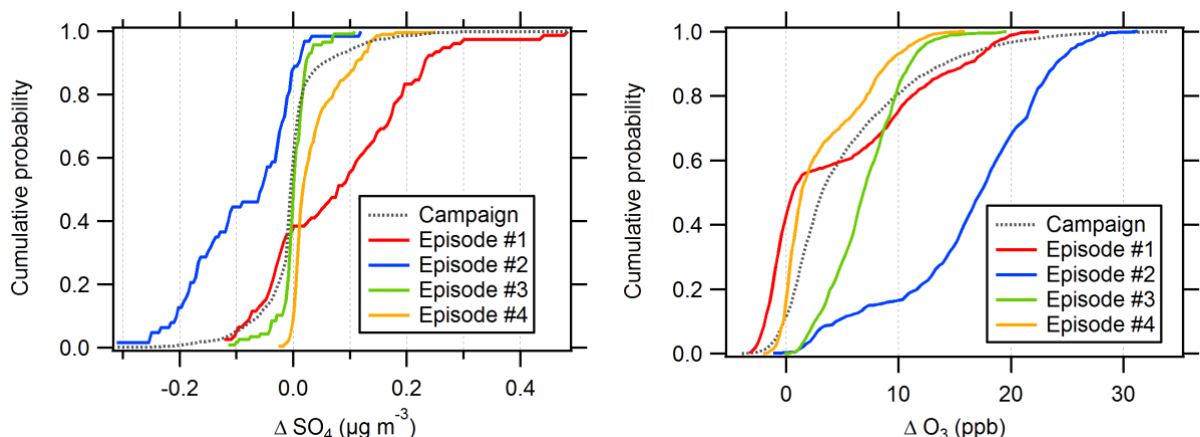 Cumulative probability
1.0
0.8
0.6
0.4
0.2
0.0
-0.2
0.0
0.2
0.4
Δ SO₄ (µg m⁻³)
Campaign
Episode #1
Episode #2
Episode #3
Episode #4
Cumulative probability
1.0
0.8
0.6
0.4
0.2
0.0
0
10
20
30
Δ O₃ (ppb)
Campaign
Episode #1
Episode #2
Episode #3
Episode #4